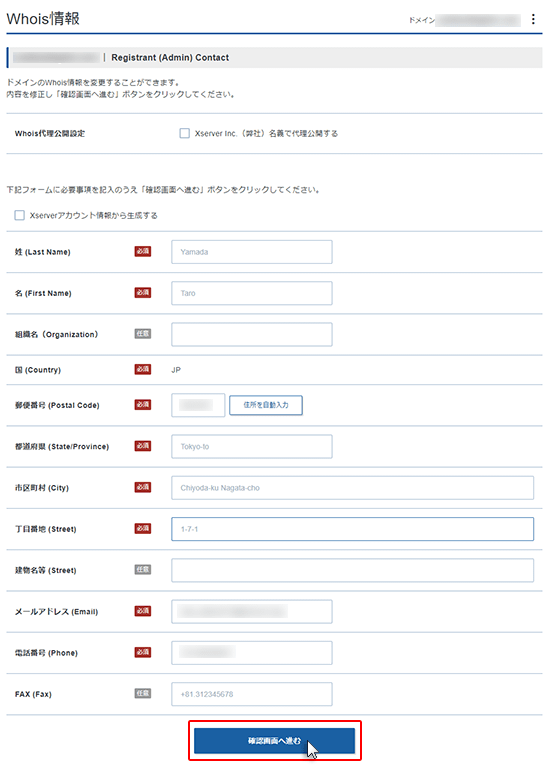 Whois情報
ドメイン
| Registrant (Admin) Contact
ドメインのWhois情報を変更することができます。
内容を修正し「確認画面へ進む」ボタンをクリックしてください。
Whois代理公開設定 Xserver Inc.（弊社）名義で代理公開する
下記フォームに必要事項を記入のうえ「確認画面へ進む」ボタンをクリックしてください。
Xserverアカウント情報から生成する
姓 (Last Name) 必須 Yamada
名 (First Name) 必須 Taro
組織名（Organization） 任意
国 (Country) 必須 JP
郵便番号 (Postal Code) 必須 住所を自動入力
都道府県 (State/Province) 必須 Tokyo-to
市区町村 (City) 必須 Chiyoda-ku Nagata-cho
丁目番地 (Street) 必須 1-7-1
建物名等 (Street) 任意
メールアドレス (Email) 必須
電話番号 (Phone) 必須
FAX (Fax) 任意 +81.312345678
確認画面へ進む